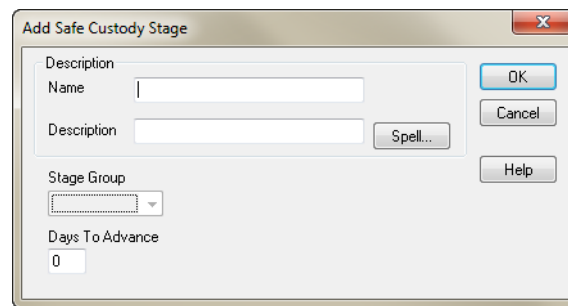 Add Safe Custody Stage
Description
Name
OK
Cancel
Description
Spell...
Help
Stage Group
Days To Advance
0